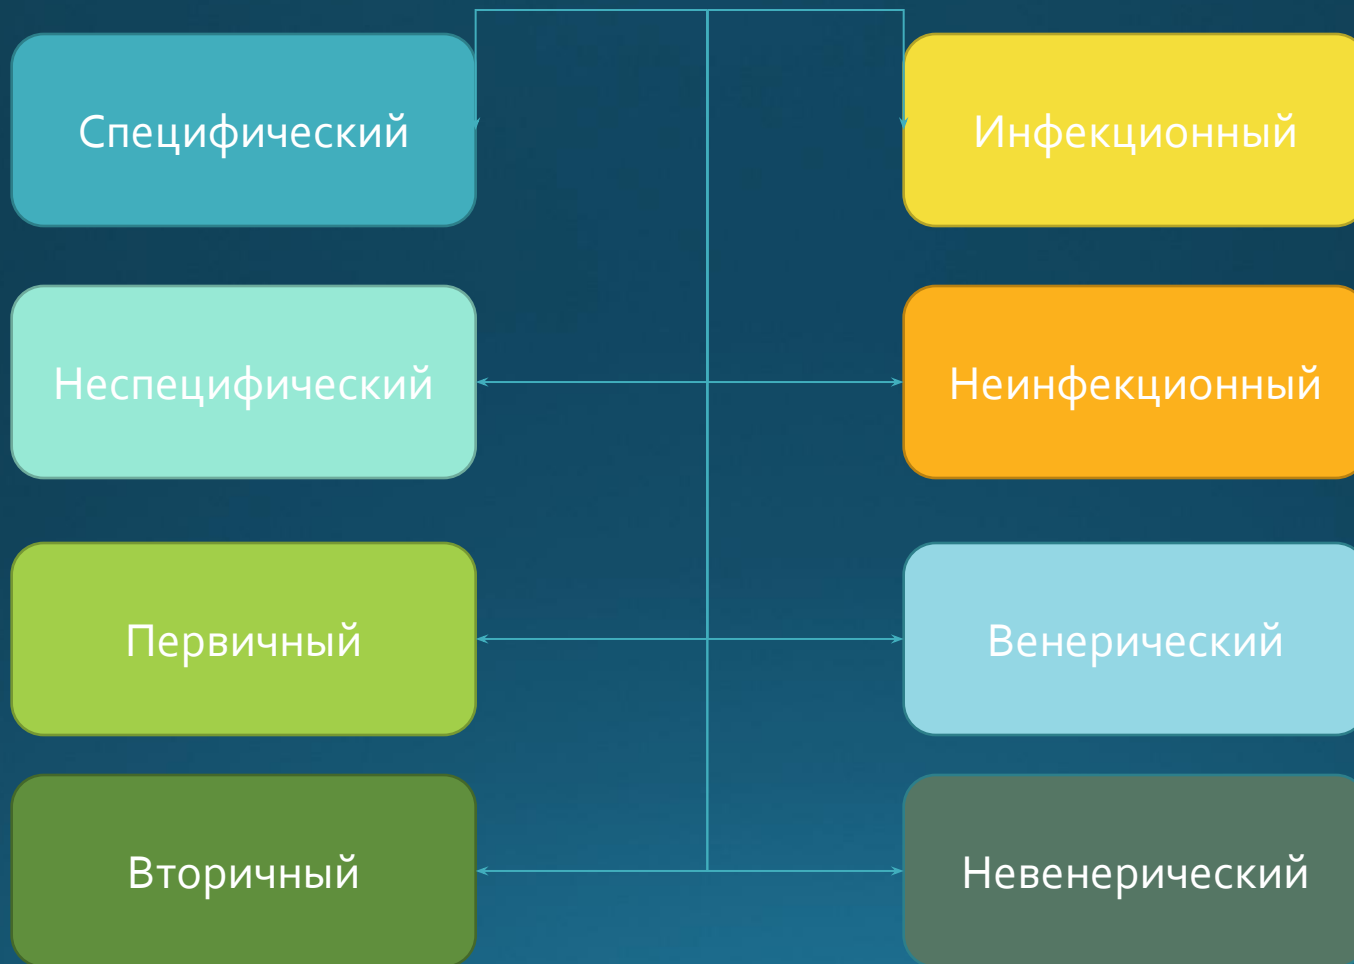 Специфический
Инфекционный
Неспецифический
Неинфекционный
Первичный
Венерический
Вторичный
Невенерический